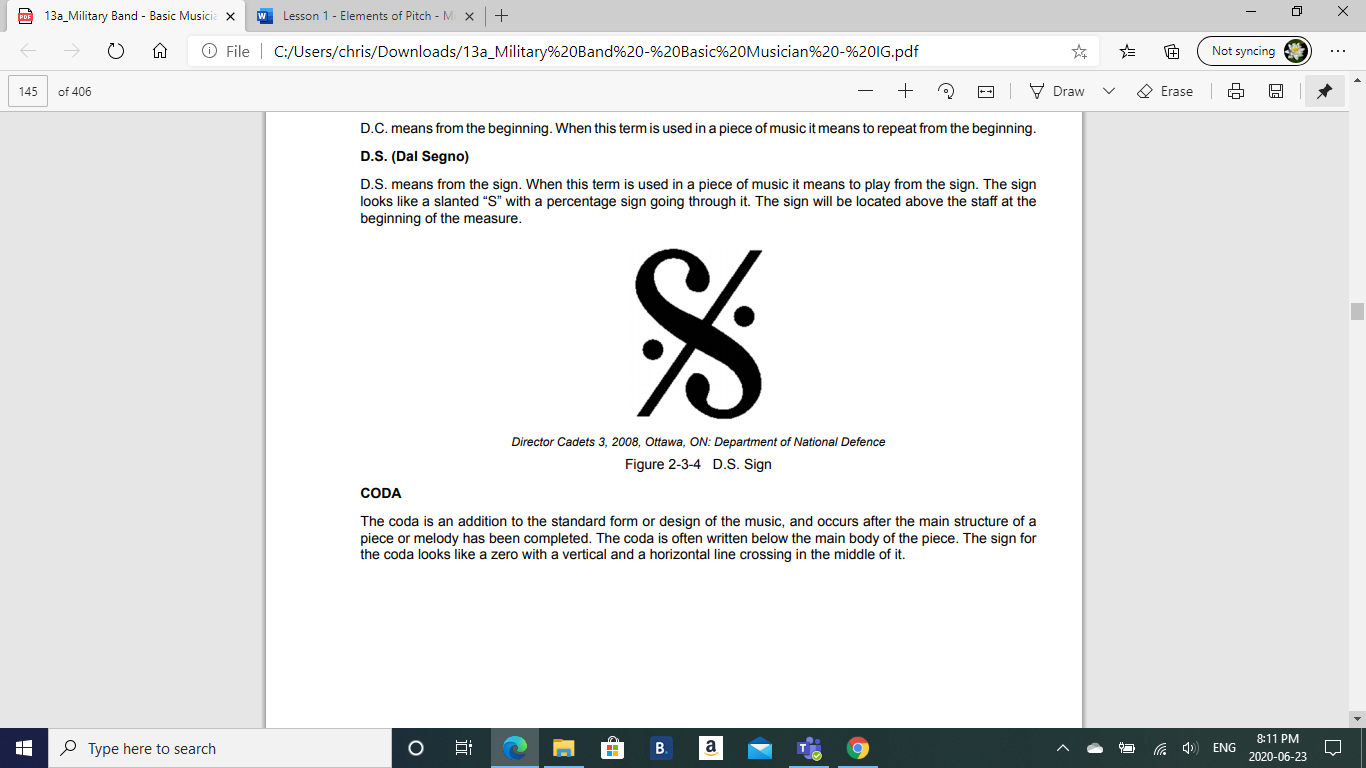 13a_Military Band - Basic Musicia
Lesson 1 - Elements of Pitch - M
File
C:/Users/chris/Downloads/13a_Military%20Band%20-%20Basic%20Musician%20-%20IG.pdf
Not syncing
145 of 406
Draw
Erase
D.C. means from the beginning. When this term is used in a piece of music it means to repeat from the beginning.
D.S. (Dal Segno)
D.S. means from the sign. When this term is used in a piece of music it means to play from the sign. The sign
looks like a slanted “S” with a percentage sign going through it. The sign will be located above the staff at the
beginning of the measure.
Director Cadets 3, 2008, Ottawa, ON: Department of National Defence
Figure 2-3-4 D.S. Sign
CODA
The coda is an addition to the standard form or design of the music, and occurs after the main structure of a
piece or melody has been completed. The coda is often written below the main body of the piece. The sign for
the coda looks like a zero with a vertical and a horizontal line crossing in the middle of it.
Type here to search
B.
a
ENG
8:11 PM
2020-06-23